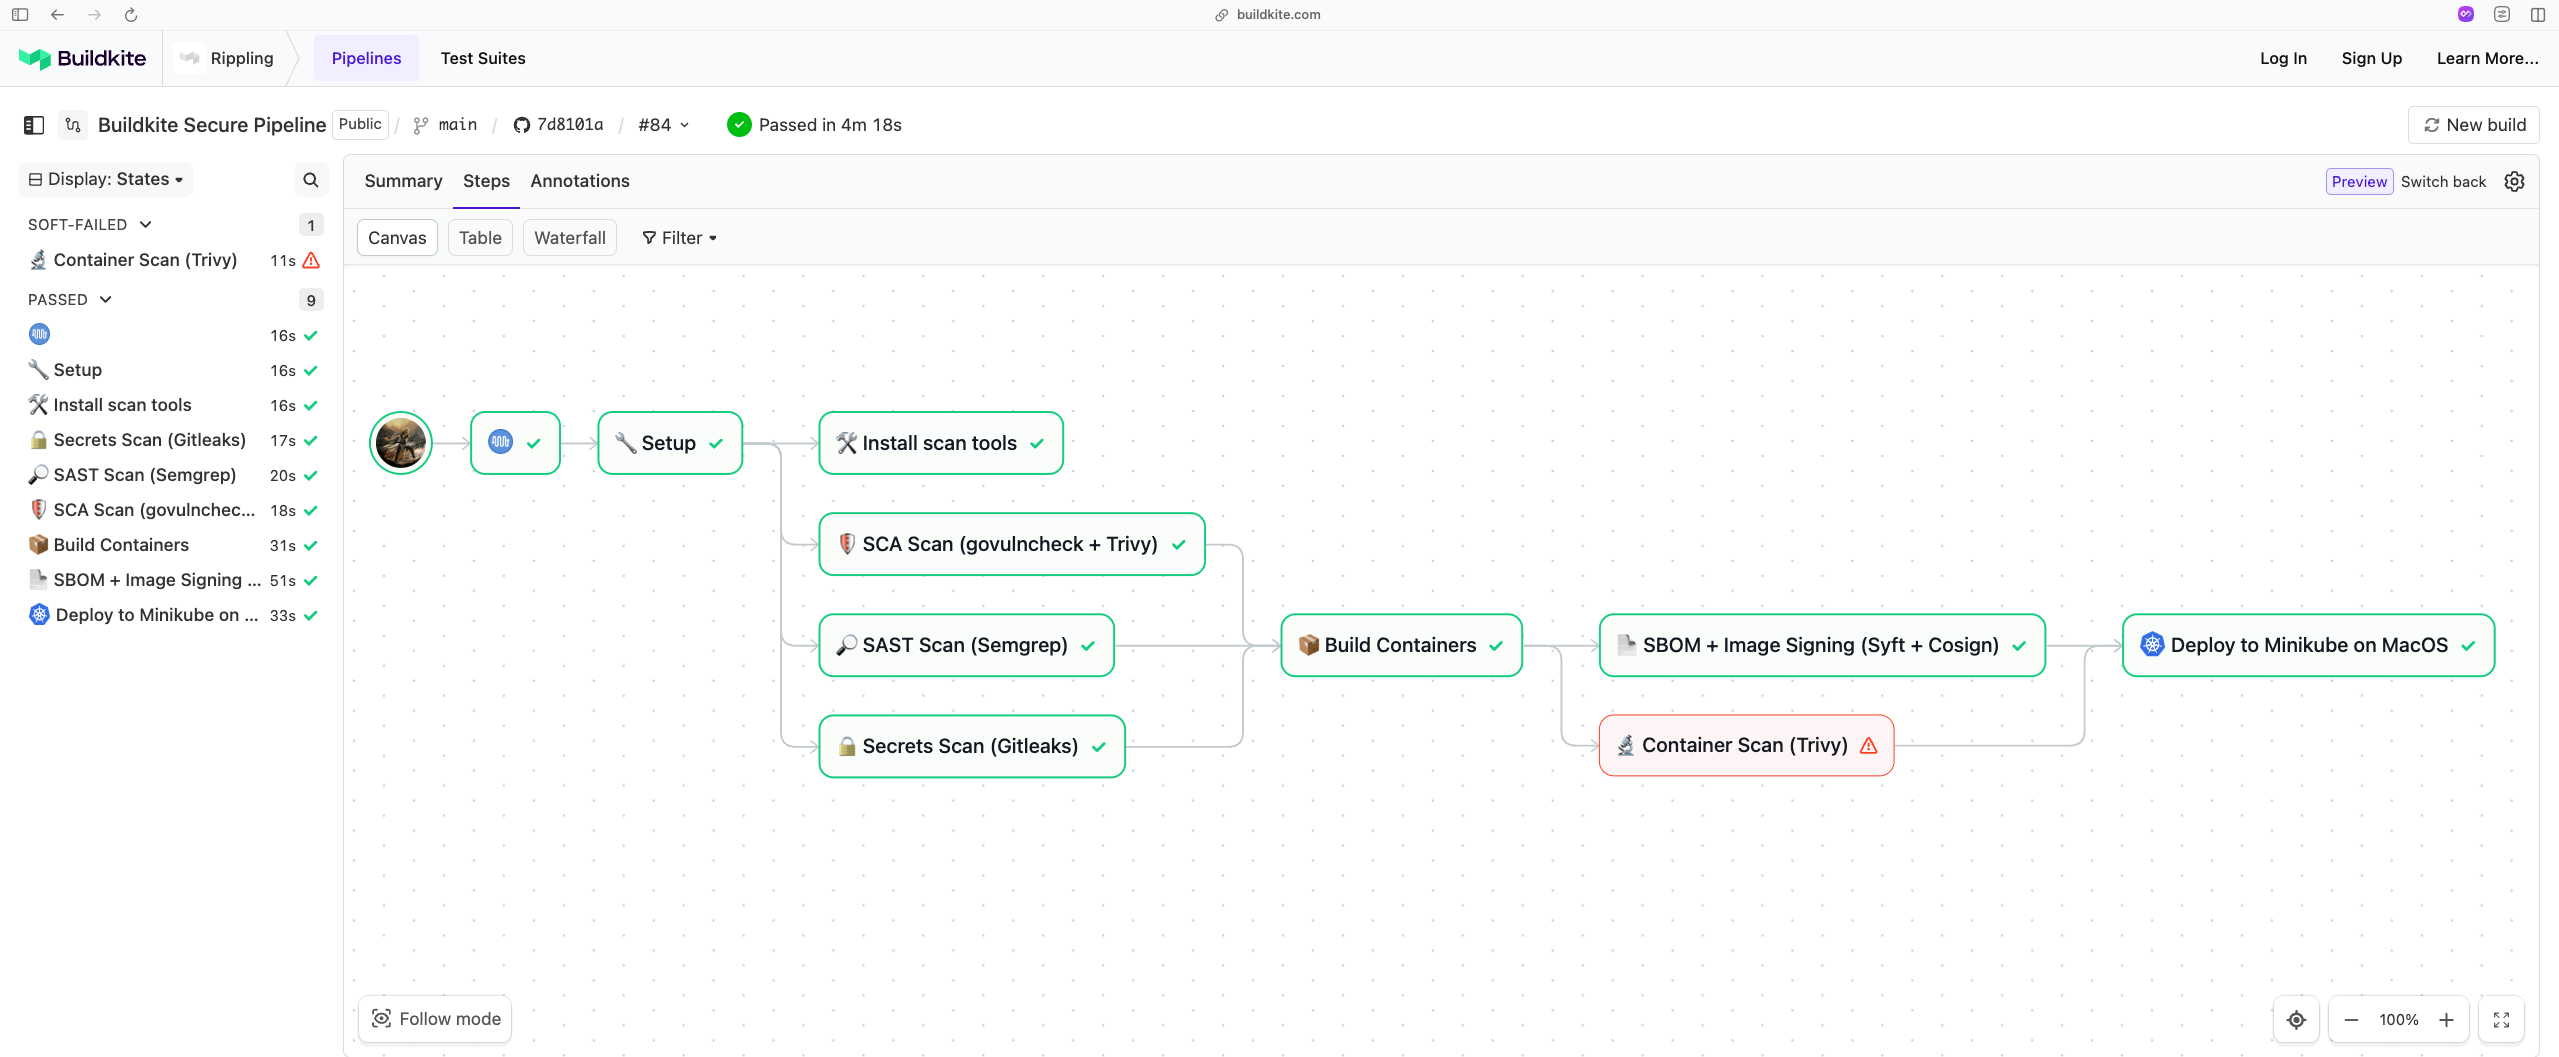 buildkite.com
Buildkite Rippling Pipelines Test Suites Log In Sign Up Learn More...
Buildkite Secure Pipeline Public / main / 7d8101a / #84 Passed in 4m 18s New build
Display: States
SOFT-FAILED 1
Container Scan (Trivy) 11s
PASSED 9
16s
Setup 16s
Install scan tools 16s
Secrets Scan (Gitleaks) 17s
SAST Scan (Semgrep) 20s
SCA Scan (govulnchec... 18s
Build Containers 31s
SBOM + Image Signing ... 51s
Deploy to Minikube on ... 33s
Summary Steps Annotations Preview Switch back
Canvas Table Waterfall Filter
Setup
Install scan tools
SCA Scan (govulncheck + Trivy)
SAST Scan (Semgrep)
Secrets Scan (Gitleaks)
Build Containers
SBOM + Image Signing (Syft + Cosign)
Container Scan (Trivy)
Deploy to Minikube on MacOS
Follow mode
100%